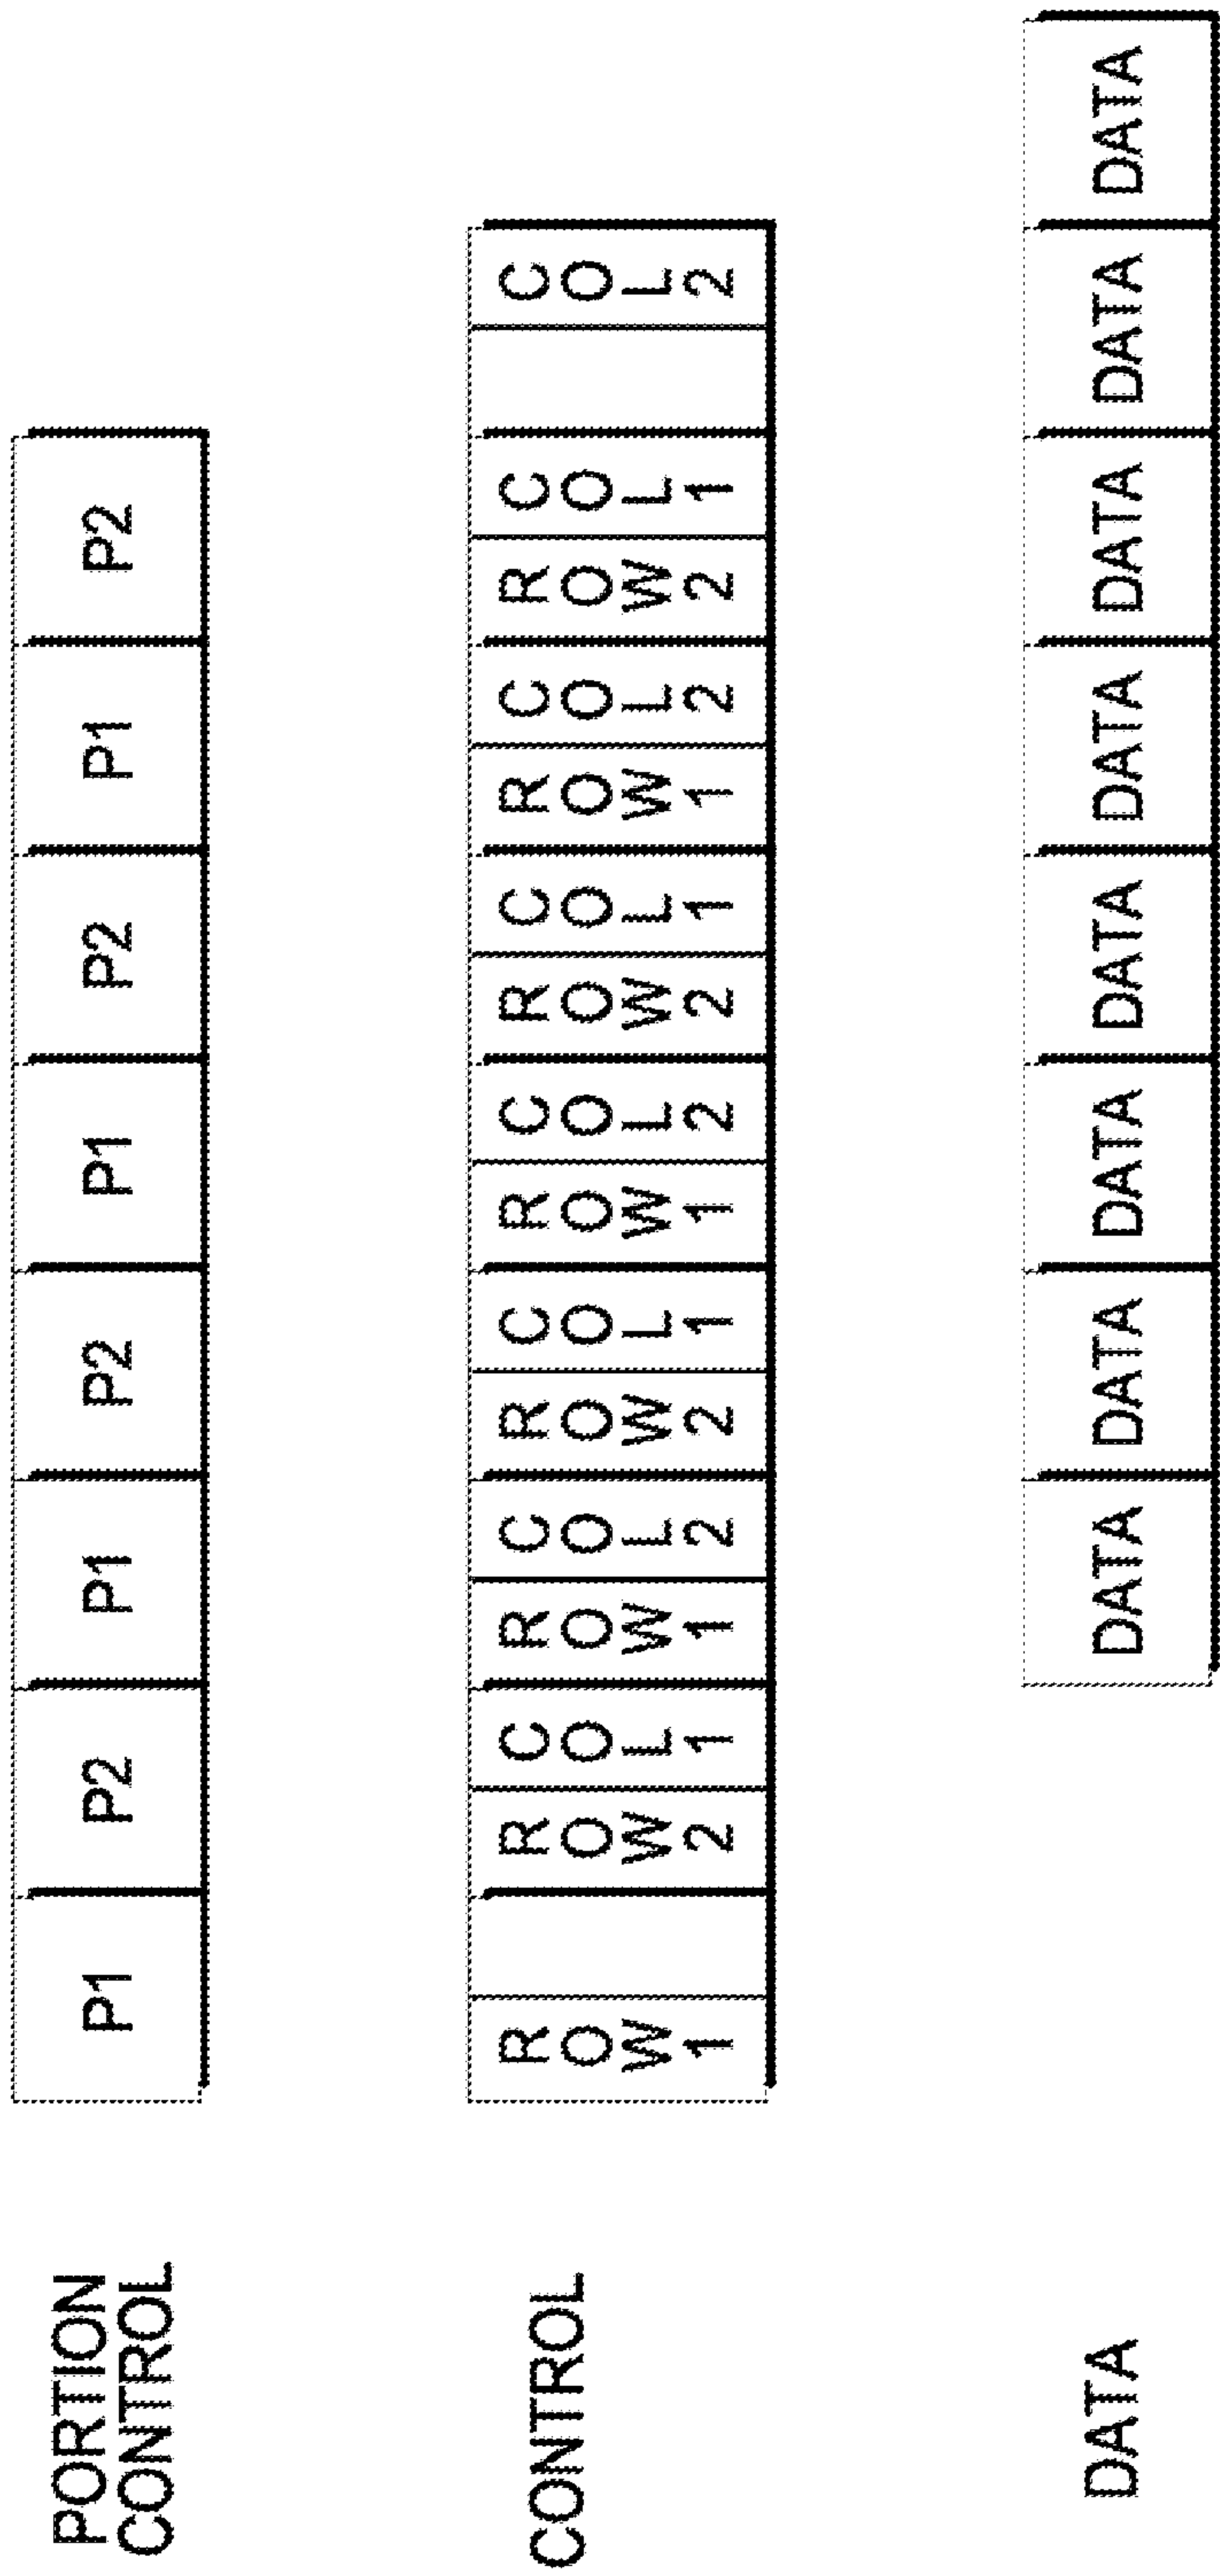 PORTION
CONTROL
P1 P2 P1 P2 P1 P2 P1 P2
CONTROL
ROW1 ROW2 COL1 ROW1 COL2 ROW2 COL1 ROW1 COL2 ROW2 COL1 ROW1 COL2 ROW2 COL1 COL2
DATA
DATA DATA DATA DATA DATA DATA DATA DATA